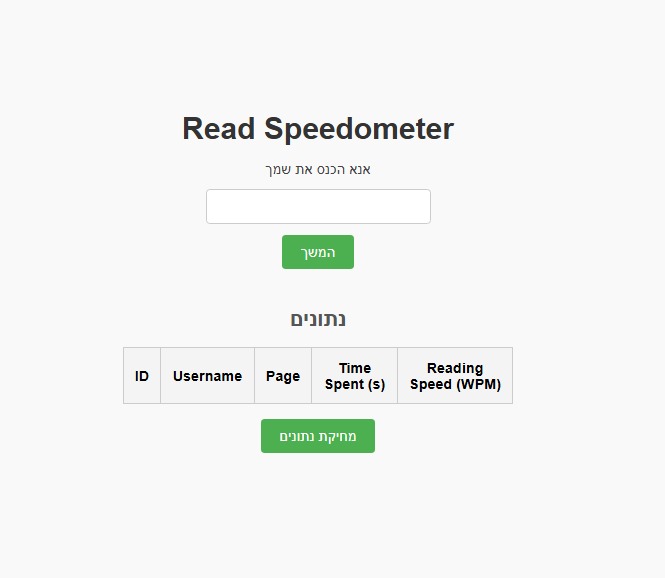 Read Speedometer
אנא הכנס את שמך
המשך
נתונים
ID Username Page Time Spent (s) Reading Speed (WPM)
מחיקת נתונים